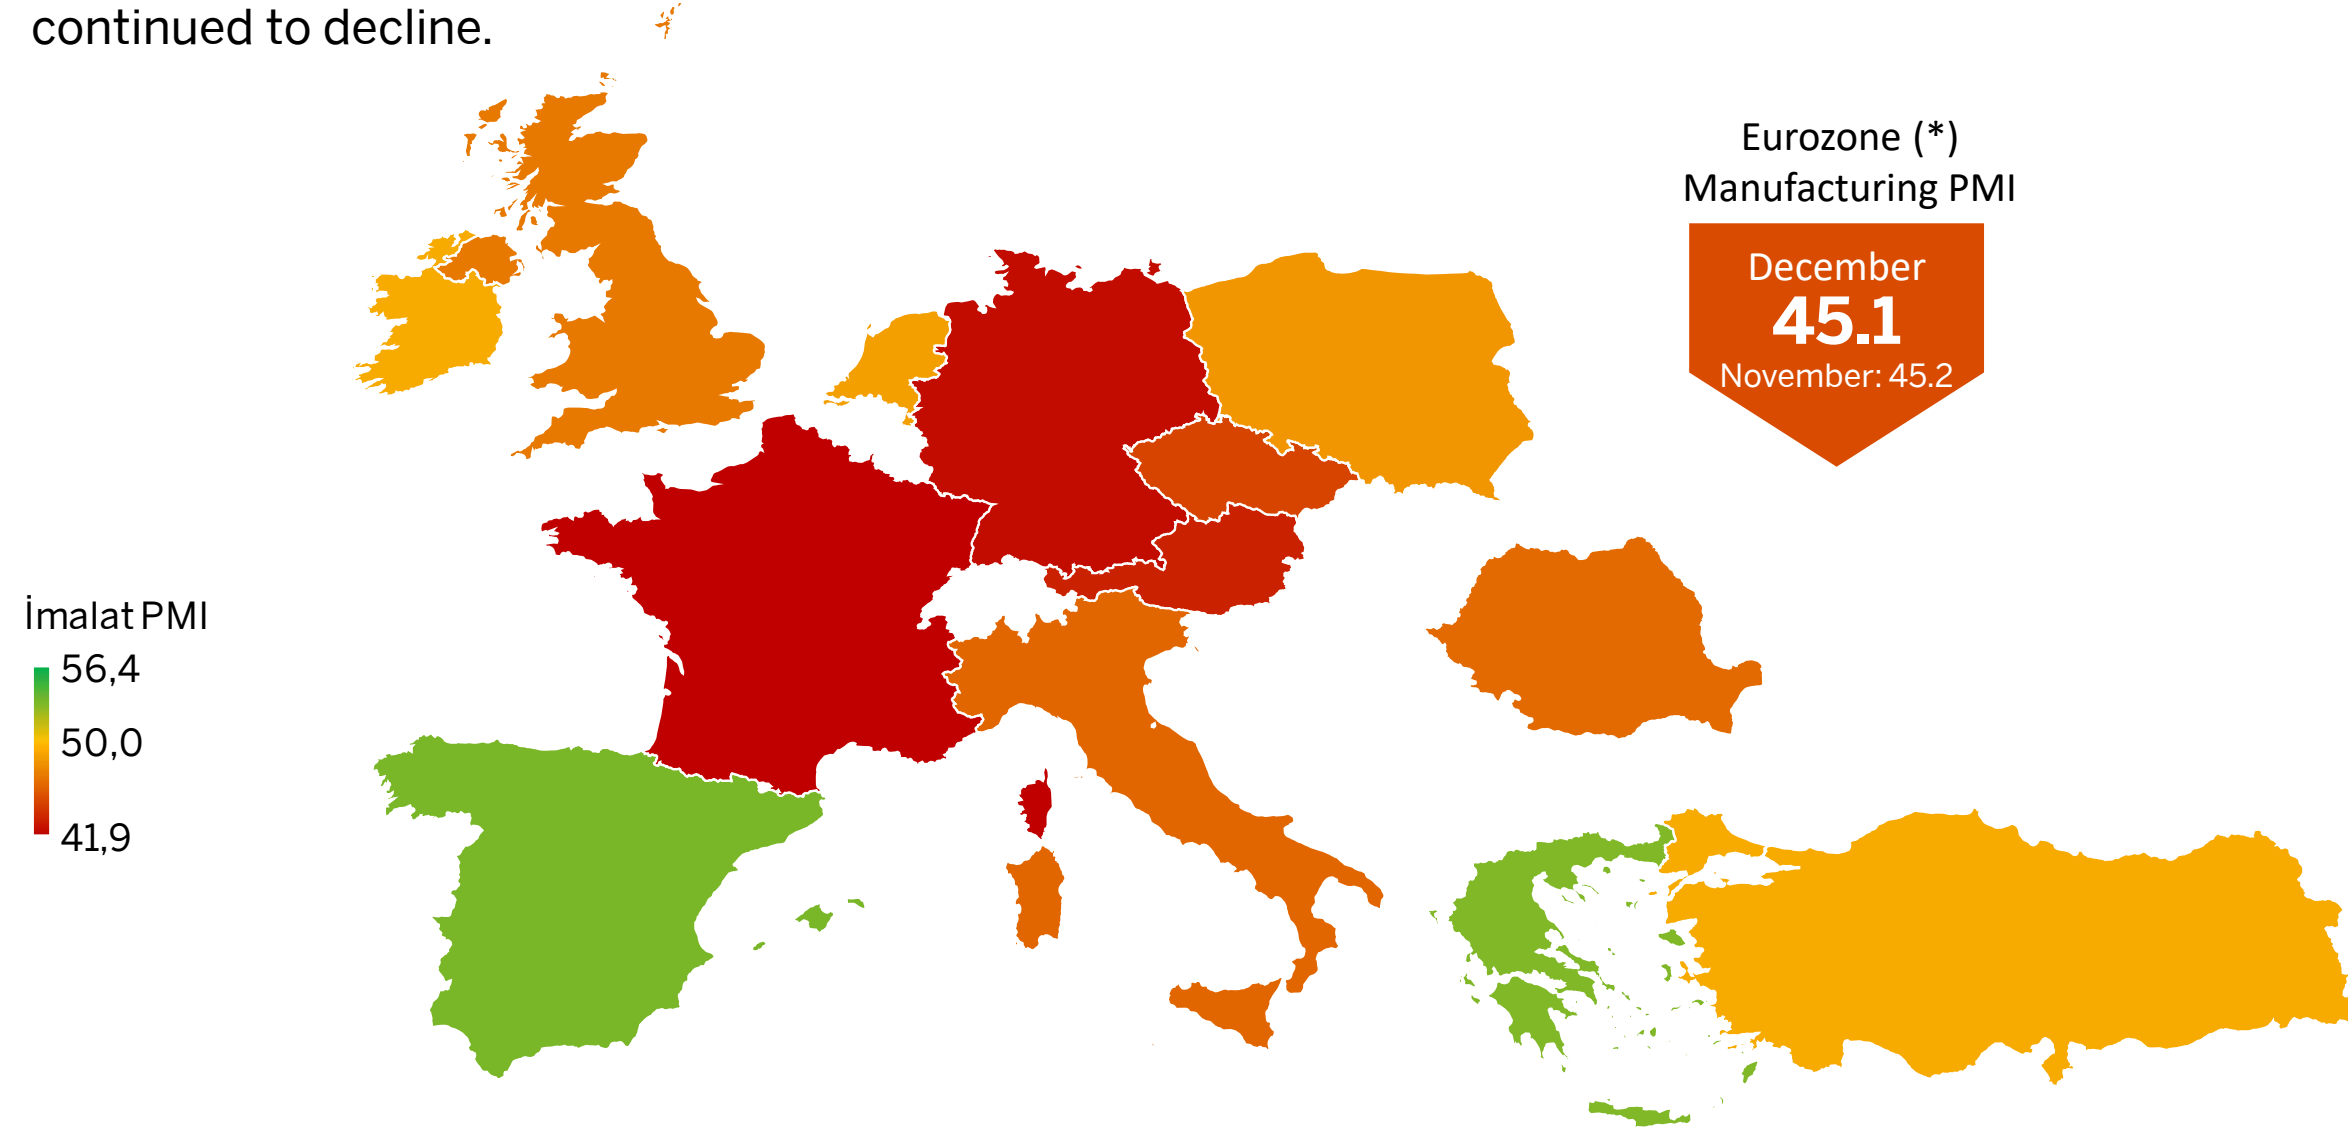 continued to decline.
Eurozone (*)
Manufacturing PMI
December
45.1
November: 45.2
İmalat PMI
56,4
50,0
41,9